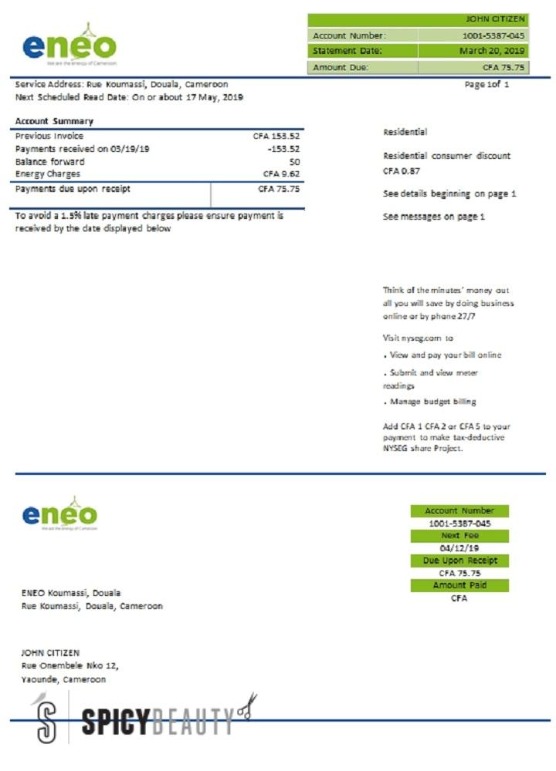 eneo
We are the energy of Cameroon
JOHN CITIZEN
Account Number: 1001-5387-045
Statement Date: March 20, 2019
Amount Due: CFA 75.75
Service Address: Rue Koumassi, Douala, Cameroon
Page 1of 1
Next Scheduled Read Date: On or about 17 May, 2019
Account Summary
Previous Invoice CFA 153.52
Payments received on 03/19/19 -153.52
Balance forward 50
Energy Charges CFA 9.62
Payments due upon receipt CFA 75.75
To avoid a 1.5% late payment charges please ensure payment is
received by the date displayed below
Residential
Residential consumer discount
CFA 0.87
See details beginning on page 1
See messages on page 1
Think of the minutes' money out
all you will save by doing business
online or by phone 27/7
Visit nyseg.com to
. View and pay your bill online
. Submit and view meter
readings
. Manage budget billing
Add CFA 1 CFA 2 or CFA 5 to your
payment to make tax-deductive
NYSEG share Project.
eneo
We are the energy of Cameroon
Account Number
1001-5387-045
Next Fee
04/12/19
Due Upon Receipt
CFA 75.75
Amount Paid
CFA
ENEO Koumassi, Douala
Rue Koumassi, Douala, Cameroon
JOHN CITIZEN
Rue Onembele Nko 12,
Yaounde, Cameroon
S SPICYBEAUTY